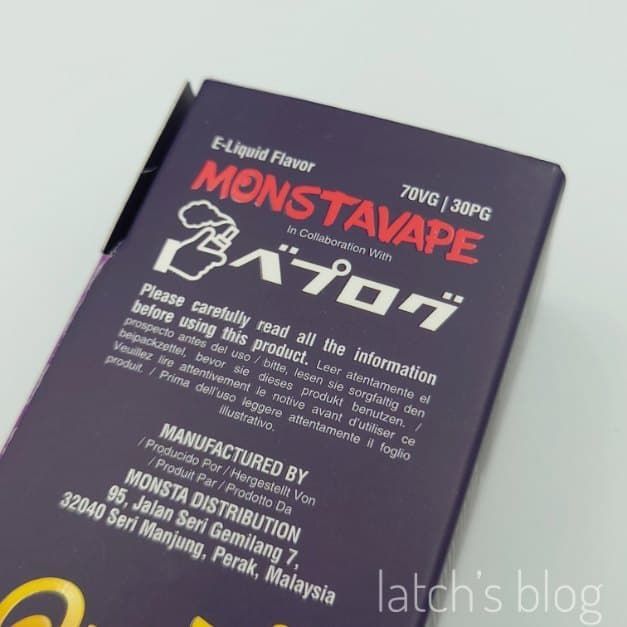 E-Liquid Flavor
70VG | 30PG
MONSTAVAPE
In Collaboration With
ベプログ
Please carefully read all the information
before using this product. Leer atentamente el
prospecto antes del uso / bitte, lesen sie sorgfältig den
beipackzettel, bevor sie dieses produkt benutzen. /
Veuillez lire attentivement le notive avant d'utiliser ce
produit. / Prima dell'uso leggere attentamente il foglio
illustrativo.
MANUFACTURED BY
/ Producido Por / Hergestellt Von
/ Produit Par / Prodotto Da
MONSTA DISTRIBUTION
95, Jalan Seri Gemilang 7,
32040 Seri Manjung, Perak, Malaysia
latch's blog